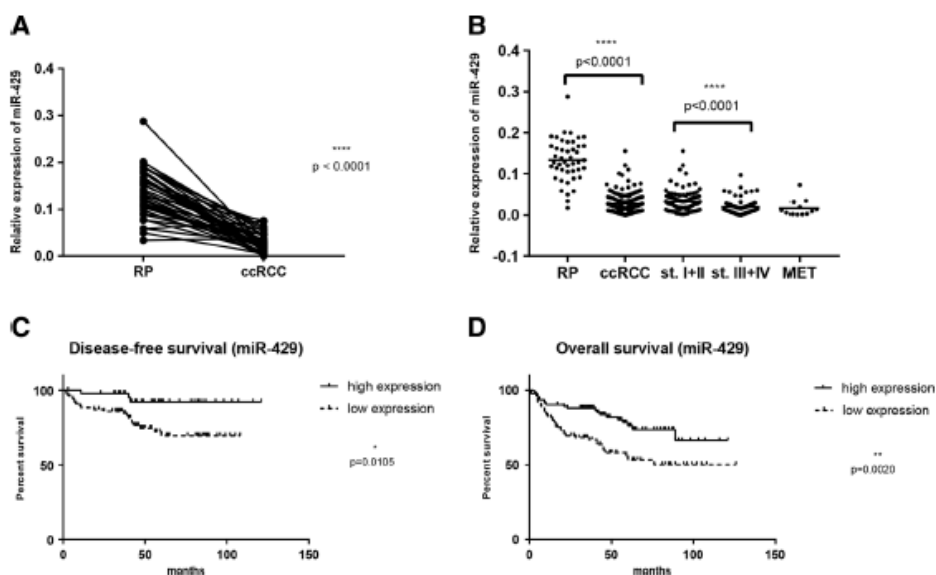 A
Relative expression of miR-429
0.4
0.3
0.2
0.1
0.0
RP
ccRCC
****
p < 0.0001
B
Relative expression of miR-429
0.4
0.3
0.2
0.1
0.0
-0.1
****
p<0.0001
****
p<0.0001
RP ccRCC st. I+II st. III+IV MET
C
Disease-free survival (miR-429)
Percent survival
100
50
0
0 50 100 150
months
high expression
low expression
*
p=0.0105
D
Overall survival (miR-429)
Percent survival
100
50
0
0 50 100 150
months
high expression
low expression
**
p=0.0020